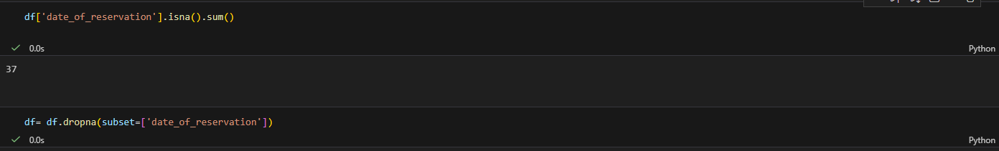 df['date_of_reservation'].isna().sum()
0.0s
Python
37
df= df.dropna(subset=['date_of_reservation'])
0.0s
Python